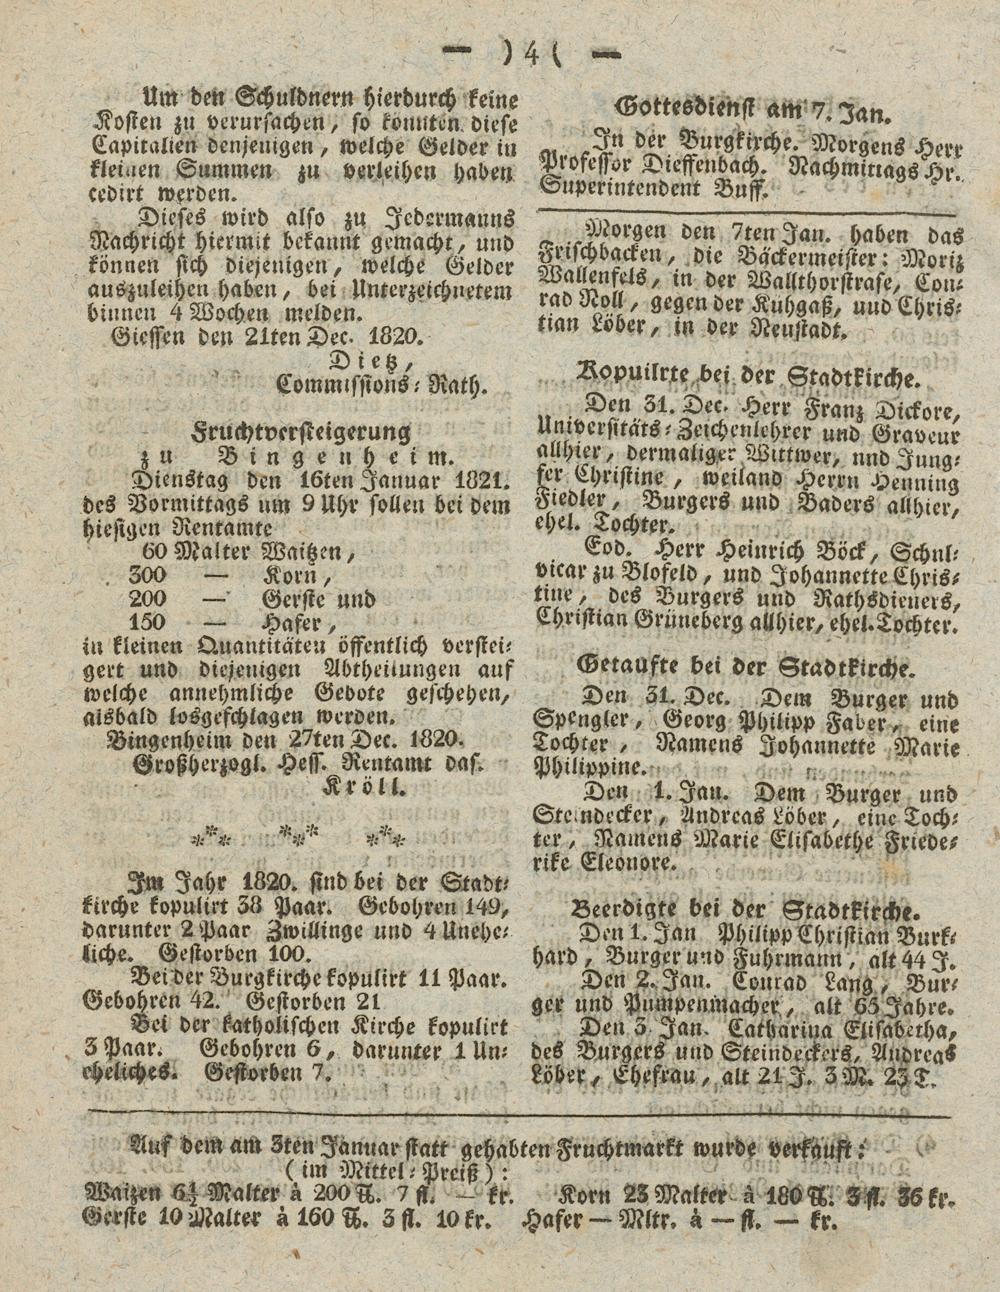 — )4( —
Um den Schuldnern hierdurch keine
Kosten zu verursachen, so könnten diese
Capitalien denjenigen, welche Gelder in
kleinen Summen zu verleihen haben
cedirt werden.
Dieses wird also zu Jedermanns
Nachricht hiermit bekannt gemacht, und
können sich diejenigen, welche Gelder
auszuleihen haben, bei Unterzeichnetem
binnen 4 Wochen melden.
Giessen den 21ten Dec. 1820.
Dietz,
Commissions-Rath.
Fruchtversteigerung
zu Bingenheim.
Dienstag den 16ten Januar 1821.
des Vormittags um 9 Uhr sollen bei dem
hiesigen Rentamte
60 Malter Waitzen,
300 — Korn,
200 — Gerste und
150 — Hafer,
in kleinen Quantitäten öffentlich verstei-
gert und diejenigen Abtheilungen auf
welche annehmliche Gebote geschehen,
alsbald losgeschlagen werden.
Bingenheim den 27ten Dec. 1820.
Großherzogl. Hess. Rentamt das.
Kröll.
*** *** ***
Im Jahr 1820. sind bei der Stadt-
kirche kopulirt 38 Paar. Gebohren 149,
darunter 2 Paar Zwillinge und 4 Unehe-
liche. Gestorben 100.
Bei der Burgkirche kopulirt 11 Paar.
Gebohren 42. Gestorben 21
Bei der katholischen Kirche kopulirt
3 Paar. Gebohren 6, darunter 1 Un-
eheliches. Gestorben 7.
Gottesdienst am 7. Jan.
In der Burgkirche. Morgens Herr
Professor Dieffenbach. Nachmittags Hr.
Superintendent Buff.
Morgen den 7ten Jan. haben das
Frischbacken, die Bäckermeister: Moriz
Wallenfels, in der Wallthorstrase, Con-
rad Noll, gegen der Kuhgaß, und Chris-
tian Löber, in der Neustadt.
Kopuilrte bei der Stadtkirche.
Den 31. Dec. Herr Franz Dickore,
Universitäts-Zeichenlehrer und Graveur
allhier, dermaliger Wittwer, und Jung-
fer Christine, weiland Herrn Henning
Fiedler, Burgers und Baders allhier,
ehel. Tochter.
Eod. Herr Heinrich Böck, Schul-
vicar zu Blofeld, und Johannette Chris-
tine, des Burgers und Rathsdieners,
Christian Grüneberg allhier, ehel. Tochter.
Getaufte bei der Stadtkirche.
Den 31. Dec. Dem Burger und
Spengler, Georg Philipp Faber, eine
Tochter, Namens Johannette Marie
Philippine.
Den 1. Jan. Dem Burger und
Steindecker, Andreas Löber, eine Toch-
ter, Namens Marie Elisabethe Friede-
rike Eleonore.
Beerdigte bei der Stadtkirche.
Den 1. Jan Philipp Christian Burk-
hard, Burger und Fuhrmann, alt 44 J.
Den 2. Jan. Conrad Lang, Bur-
ger und Pumpenmacher, alt 65 Jahre.
Den 3 Jan. Catharina Elisabetha,
des Burgers und Steindeckers, Andreas
Löber, Ehefrau, alt 21 J. 3 M. 23 T.
Auf dem am 3ten Januar statt gehabten Fruchtmarkt wurde verkauft:
(im Mittel-Preiß):
Waizen 6½ Malter à 200 ℔. 7 fl. — kr. Korn 23 Malter à 180 ℔. 3 fl. 36 kr.
Gerste 10 Malter à 160 ℔. 3 fl. 10 kr. Hafer — Mltr. à — fl. — kr.